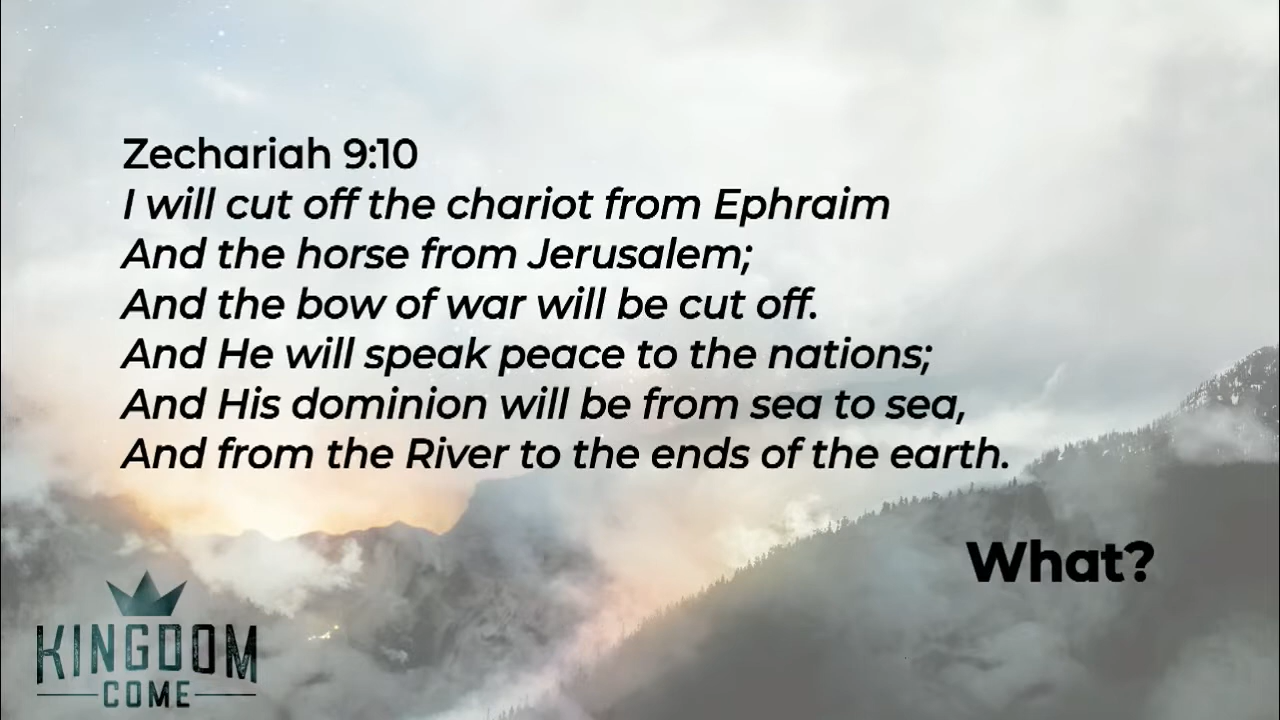 Zechariah 9:10
I will cut off the chariot from Ephraim
And the horse from Jerusalem;
And the bow of war will be cut off.
And He will speak peace to the nations;
And His dominion will be from sea to sea,
And from the River to the ends of the earth.
What?
KINGDOM
COME